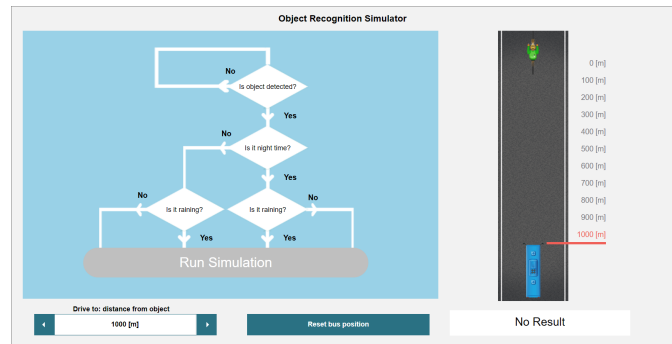 Object Recognition Simulator
No
Is object detected?
Yes
No
Is it night time?
Yes
No
Is it raining?
Is it raining?
No
Yes
Yes
Run Simulation
0 [m]
100 [m]
200 [m]
300 [m]
400 [m]
500 [m]
600 [m]
700 [m]
800 [m]
900 [m]
1000 [m]
Drive to: distance from object
1000 [m]
Reset bus position
No Result